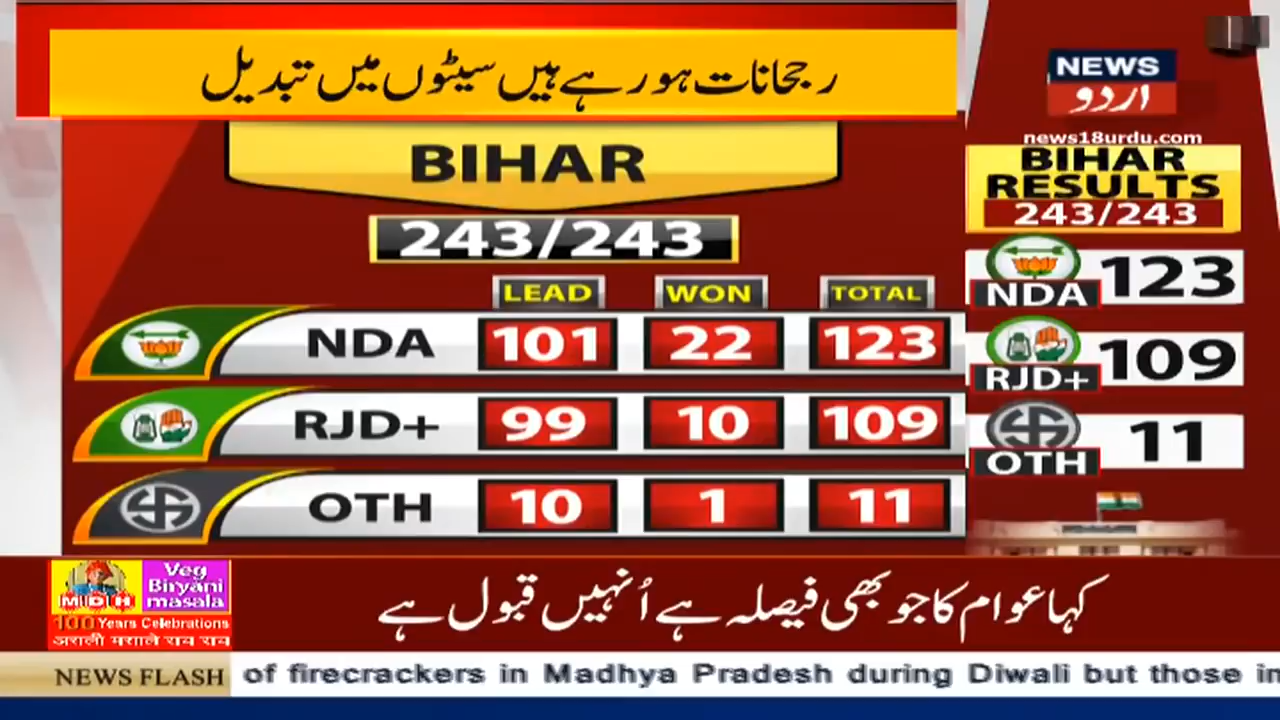 رجحانات ہو رہے ہیں سیٹوں میں تبدیل
NEWS
اردو
news18urdu.com
BIHAR
243/243
LEAD WON TOTAL
NDA 101 22 123
RJD+ 99 10 109
OTH 10 1 11
BIHAR
RESULTS
243/243
NDA 123
RJD+ 109
OTH 11
MDH
Veg
Biryani
masala
100 Years Celebrations
कہا عوام کا جو بھی فیصلہ ہے اُنہیں قبول ہے
NEWS FLASH of firecrackers in Madhya Pradesh during Diwali but those in